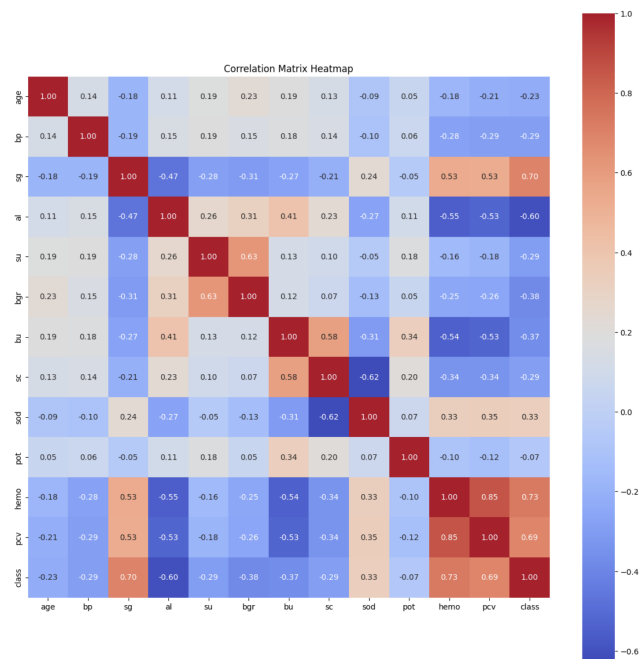 Correlation Matrix Heatmap
age 1.00 0.14 -0.18 0.11 0.19 0.23 0.19 0.13 -0.09 0.05 -0.18 -0.21 -0.23
bp 0.14 1.00 -0.19 0.15 0.19 0.15 0.18 0.14 -0.10 0.06 -0.28 -0.29 -0.29
sg -0.18 -0.19 1.00 -0.47 -0.28 -0.31 -0.27 -0.21 0.24 -0.05 0.53 0.53 0.70
al 0.11 0.15 -0.47 1.00 0.26 0.31 0.41 0.23 -0.27 0.11 -0.55 -0.53 -0.60
su 0.19 0.19 -0.28 0.26 1.00 0.63 0.13 0.10 -0.05 0.18 -0.16 -0.18 -0.29
bgr 0.23 0.15 -0.31 0.31 0.63 1.00 0.12 0.07 -0.13 0.05 -0.25 -0.26 -0.38
bu 0.19 0.18 -0.27 0.41 0.13 0.12 1.00 0.58 -0.31 0.34 -0.54 -0.53 -0.37
sc 0.13 0.14 -0.21 0.23 0.10 0.07 0.58 1.00 -0.62 0.20 -0.34 -0.34 -0.29
sod -0.09 -0.10 0.24 -0.27 -0.05 -0.13 -0.31 -0.62 1.00 0.07 0.33 0.35 0.33
pot 0.05 0.06 -0.05 0.11 0.18 0.05 0.34 0.20 0.07 1.00 -0.10 -0.12 -0.07
hemo -0.18 -0.28 0.53 -0.55 -0.16 -0.25 -0.54 -0.34 0.33 -0.10 1.00 0.85 0.73
pcv -0.21 -0.29 0.53 -0.53 -0.18 -0.26 -0.53 -0.34 0.35 -0.12 0.85 1.00 0.69
class -0.23 -0.29 0.70 -0.60 -0.29 -0.38 -0.37 -0.29 0.33 -0.07 0.73 0.69 1.00
age bp sg al su bgr bu sc sod pot hemo pcv class
1.0
0.8
0.6
0.4
0.2
0.0
−0.2
−0.4
−0.6